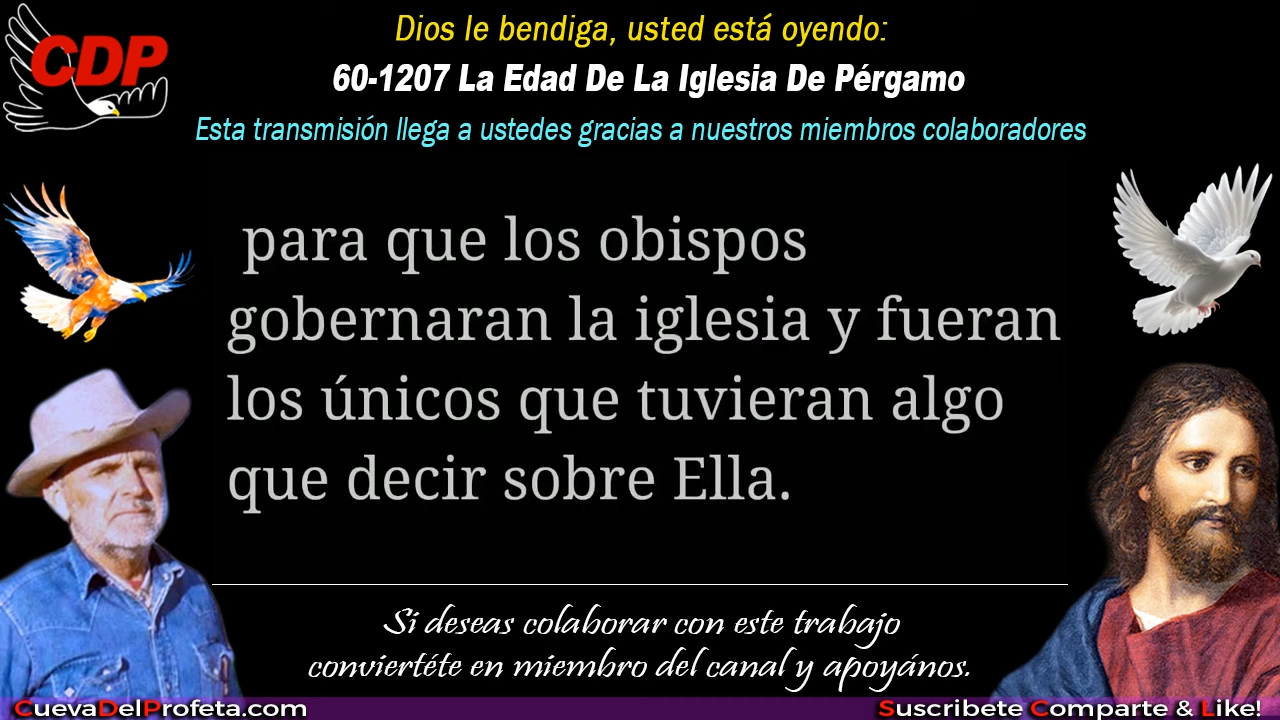 CDP
Dios le bendiga, usted está oyendo:
60-1207 La Edad De La Iglesia De Pérgamo
Esta transmisión llega a ustedes gracias a nuestros miembros colaboradores
para que los obispos
gobernaran la iglesia y fueran
los únicos que tuvieran algo
que decir sobre Ella.
Si deseas colaborar con este trabajo
conviertéte en miembro del canal y apoyános.
CuevaDelProfeta.com
Suscribete Comparte & Like!